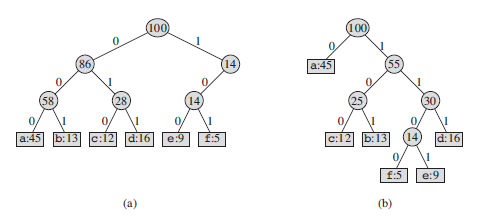 100 100
0 1 0 1
86 14 a:45 55
0 1 0 0 1
58 28 14 25 30
0 1 0 1 0 1 0 1 0 1
a:45 b:13 c:12 d:16 e:9 f:5 c:12 b:13 14 d:16
0 1
f:5 e:9
(a) (b)